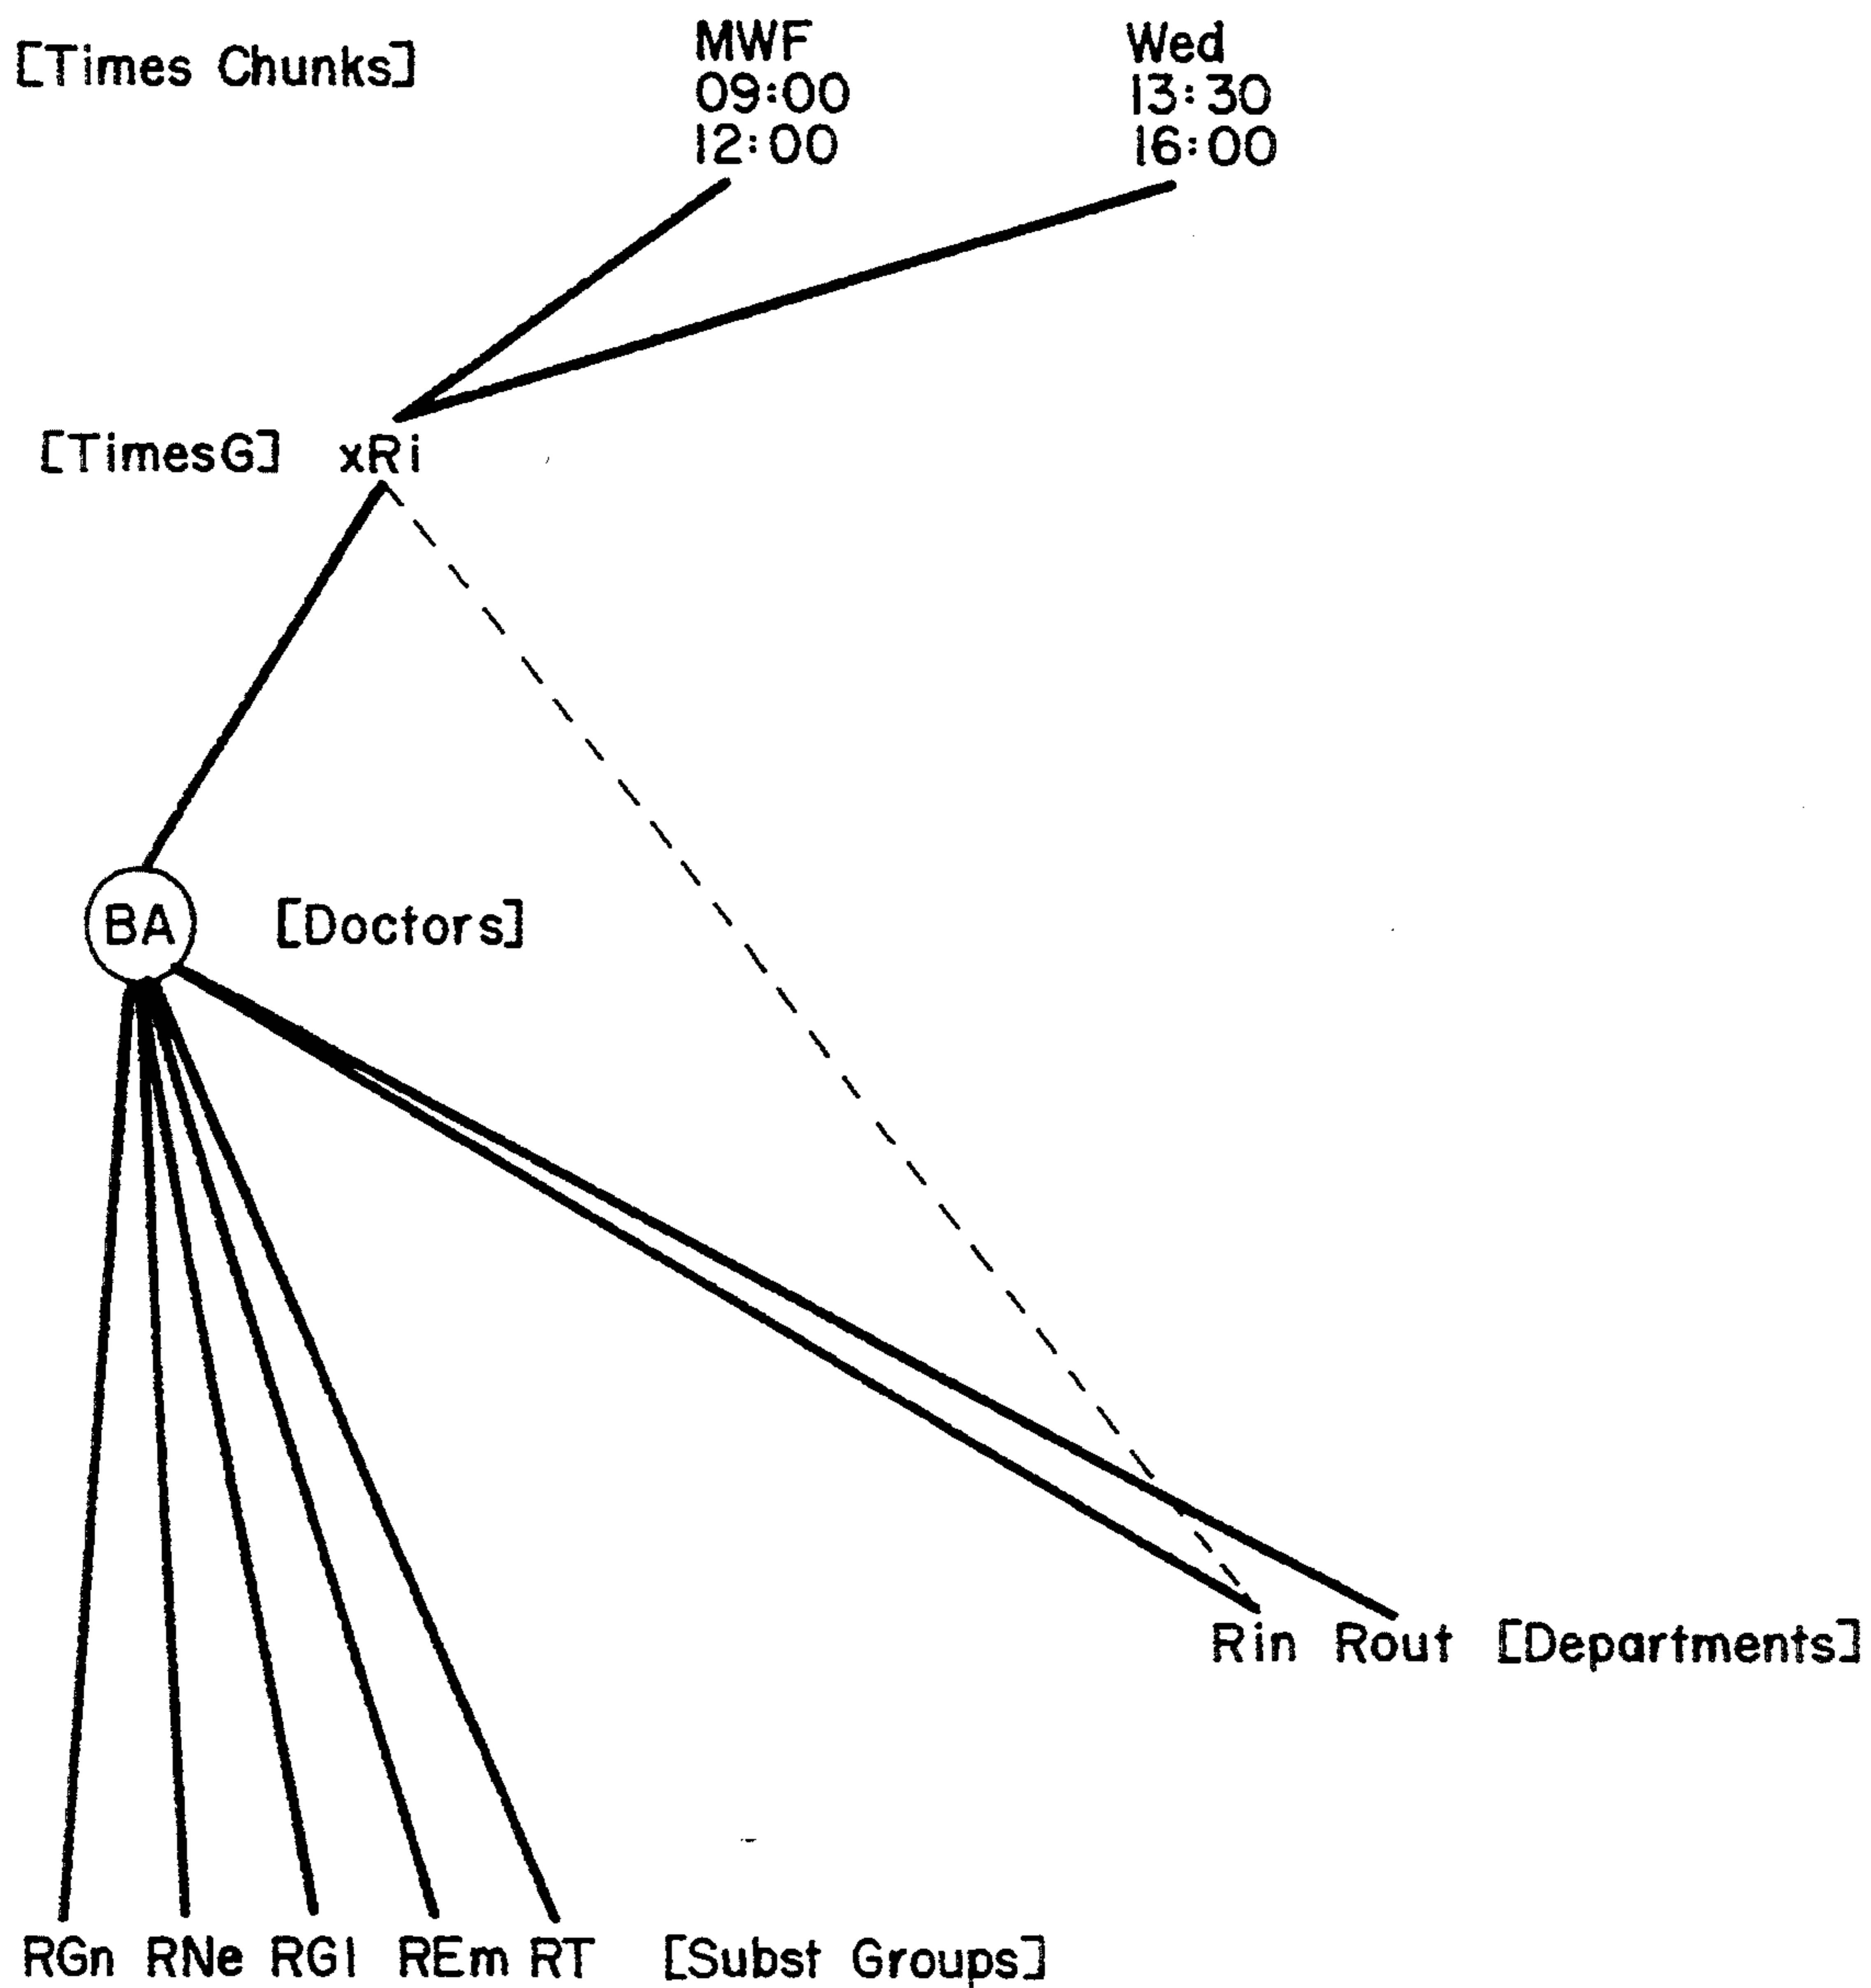 [Times Chunks]
MWF
09:00
12:00
Wed
13:30
16:00
[TimesG] xRi
BA [Doctors]
Rin Rout [Departments]
RGn RNe RGI REm RT [Subst Groups]